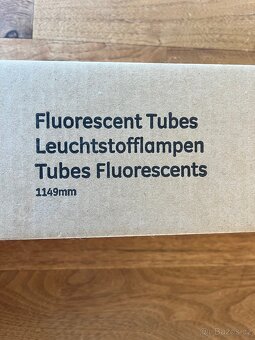 Fluorescent Tubes
Leuchtstofflampen
Tubes Fluorescents
1149mm